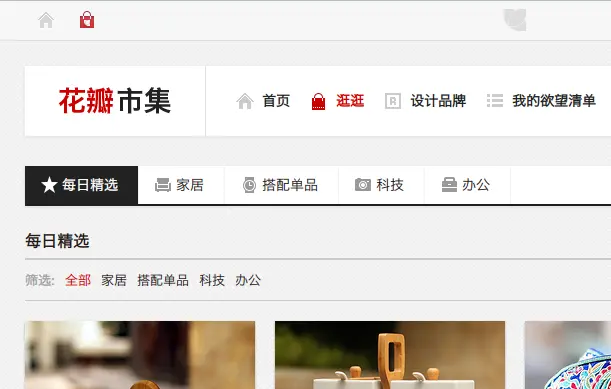 花瓣市集 首页 逛逛 设计品牌 我的欲望清单
每日精选 家居 搭配单品 科技 办公
每日精选
筛选: 全部 家居 搭配单品 科技 办公